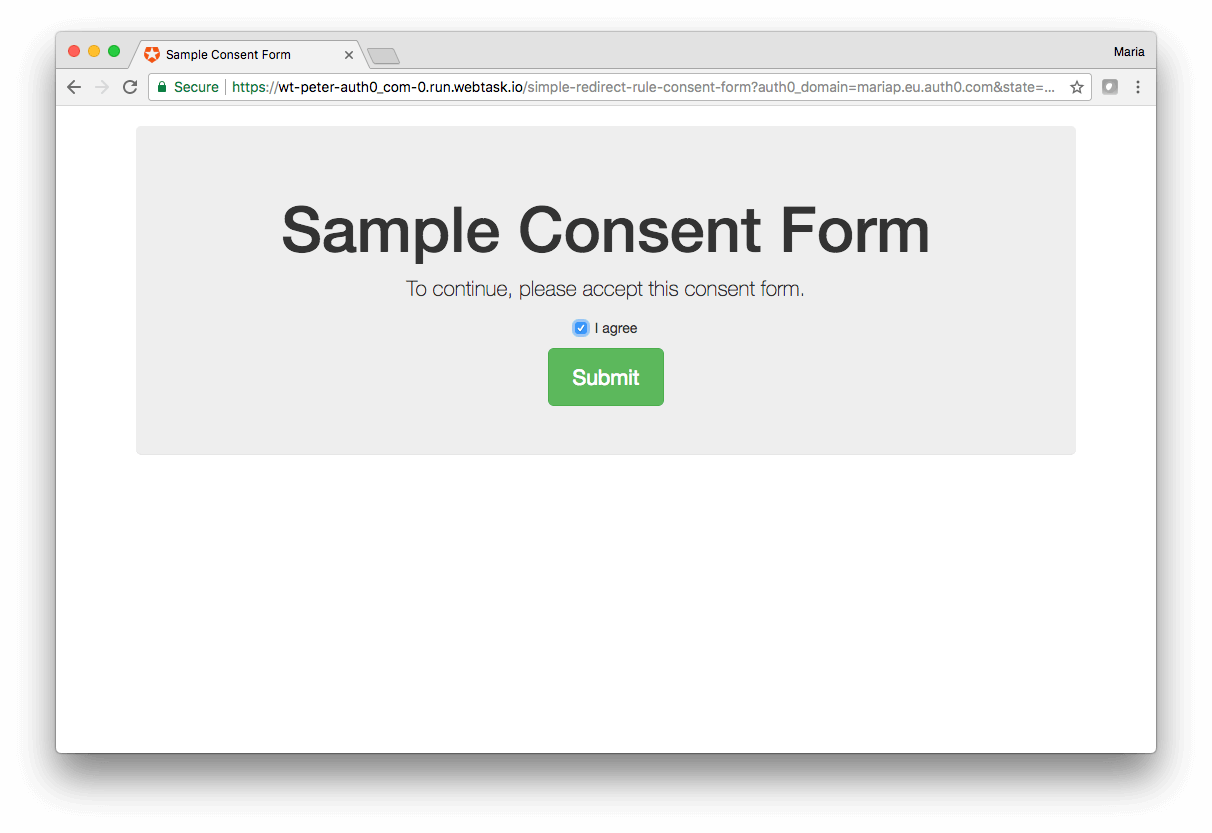 Sample Consent Form
Maria
Secure https://wt-peter-auth0_com-0.run.webtask.io/simple-redirect-rule-consent-form?auth0_domain=mariap.eu.auth0.com&state=...
Sample Consent Form
To continue, please accept this consent form.
I agree
Submit